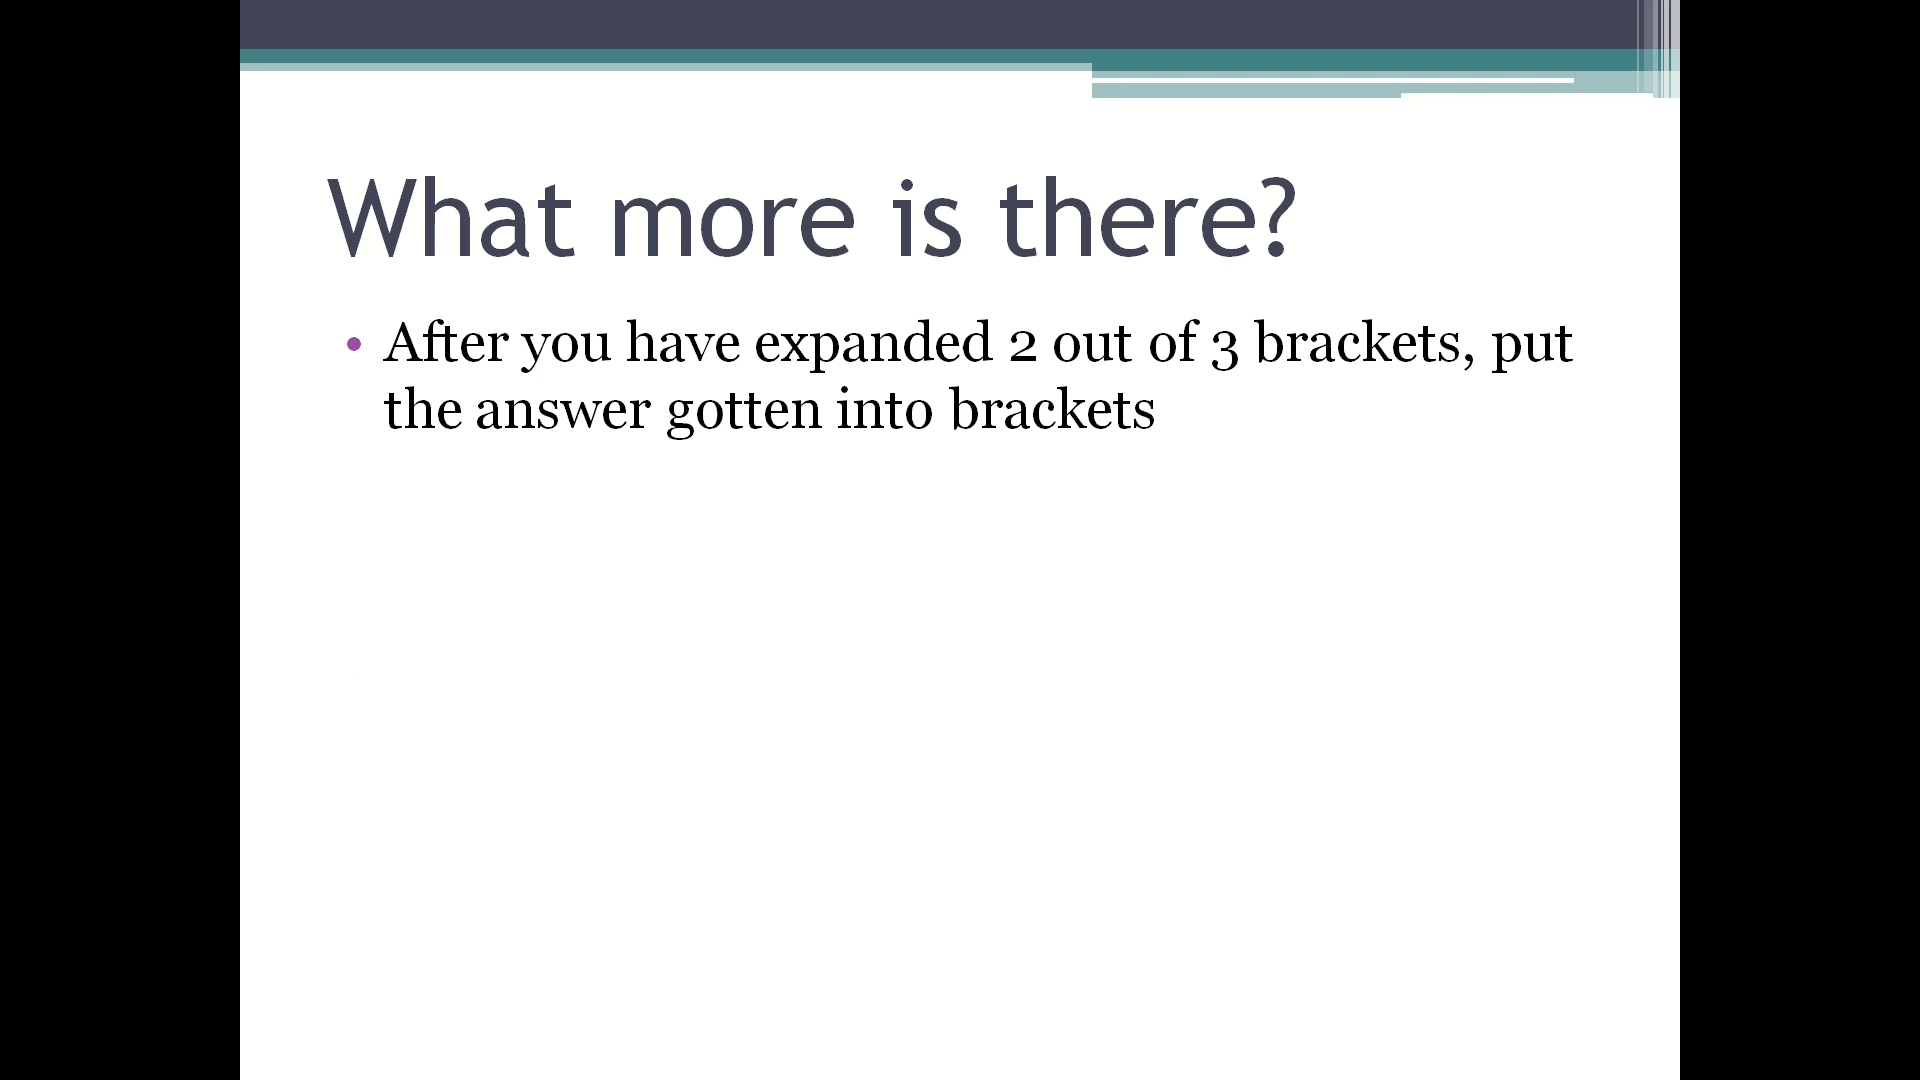 What more is there?
• After you have expanded 2 out of 3 brackets, put
the answer gotten into brackets